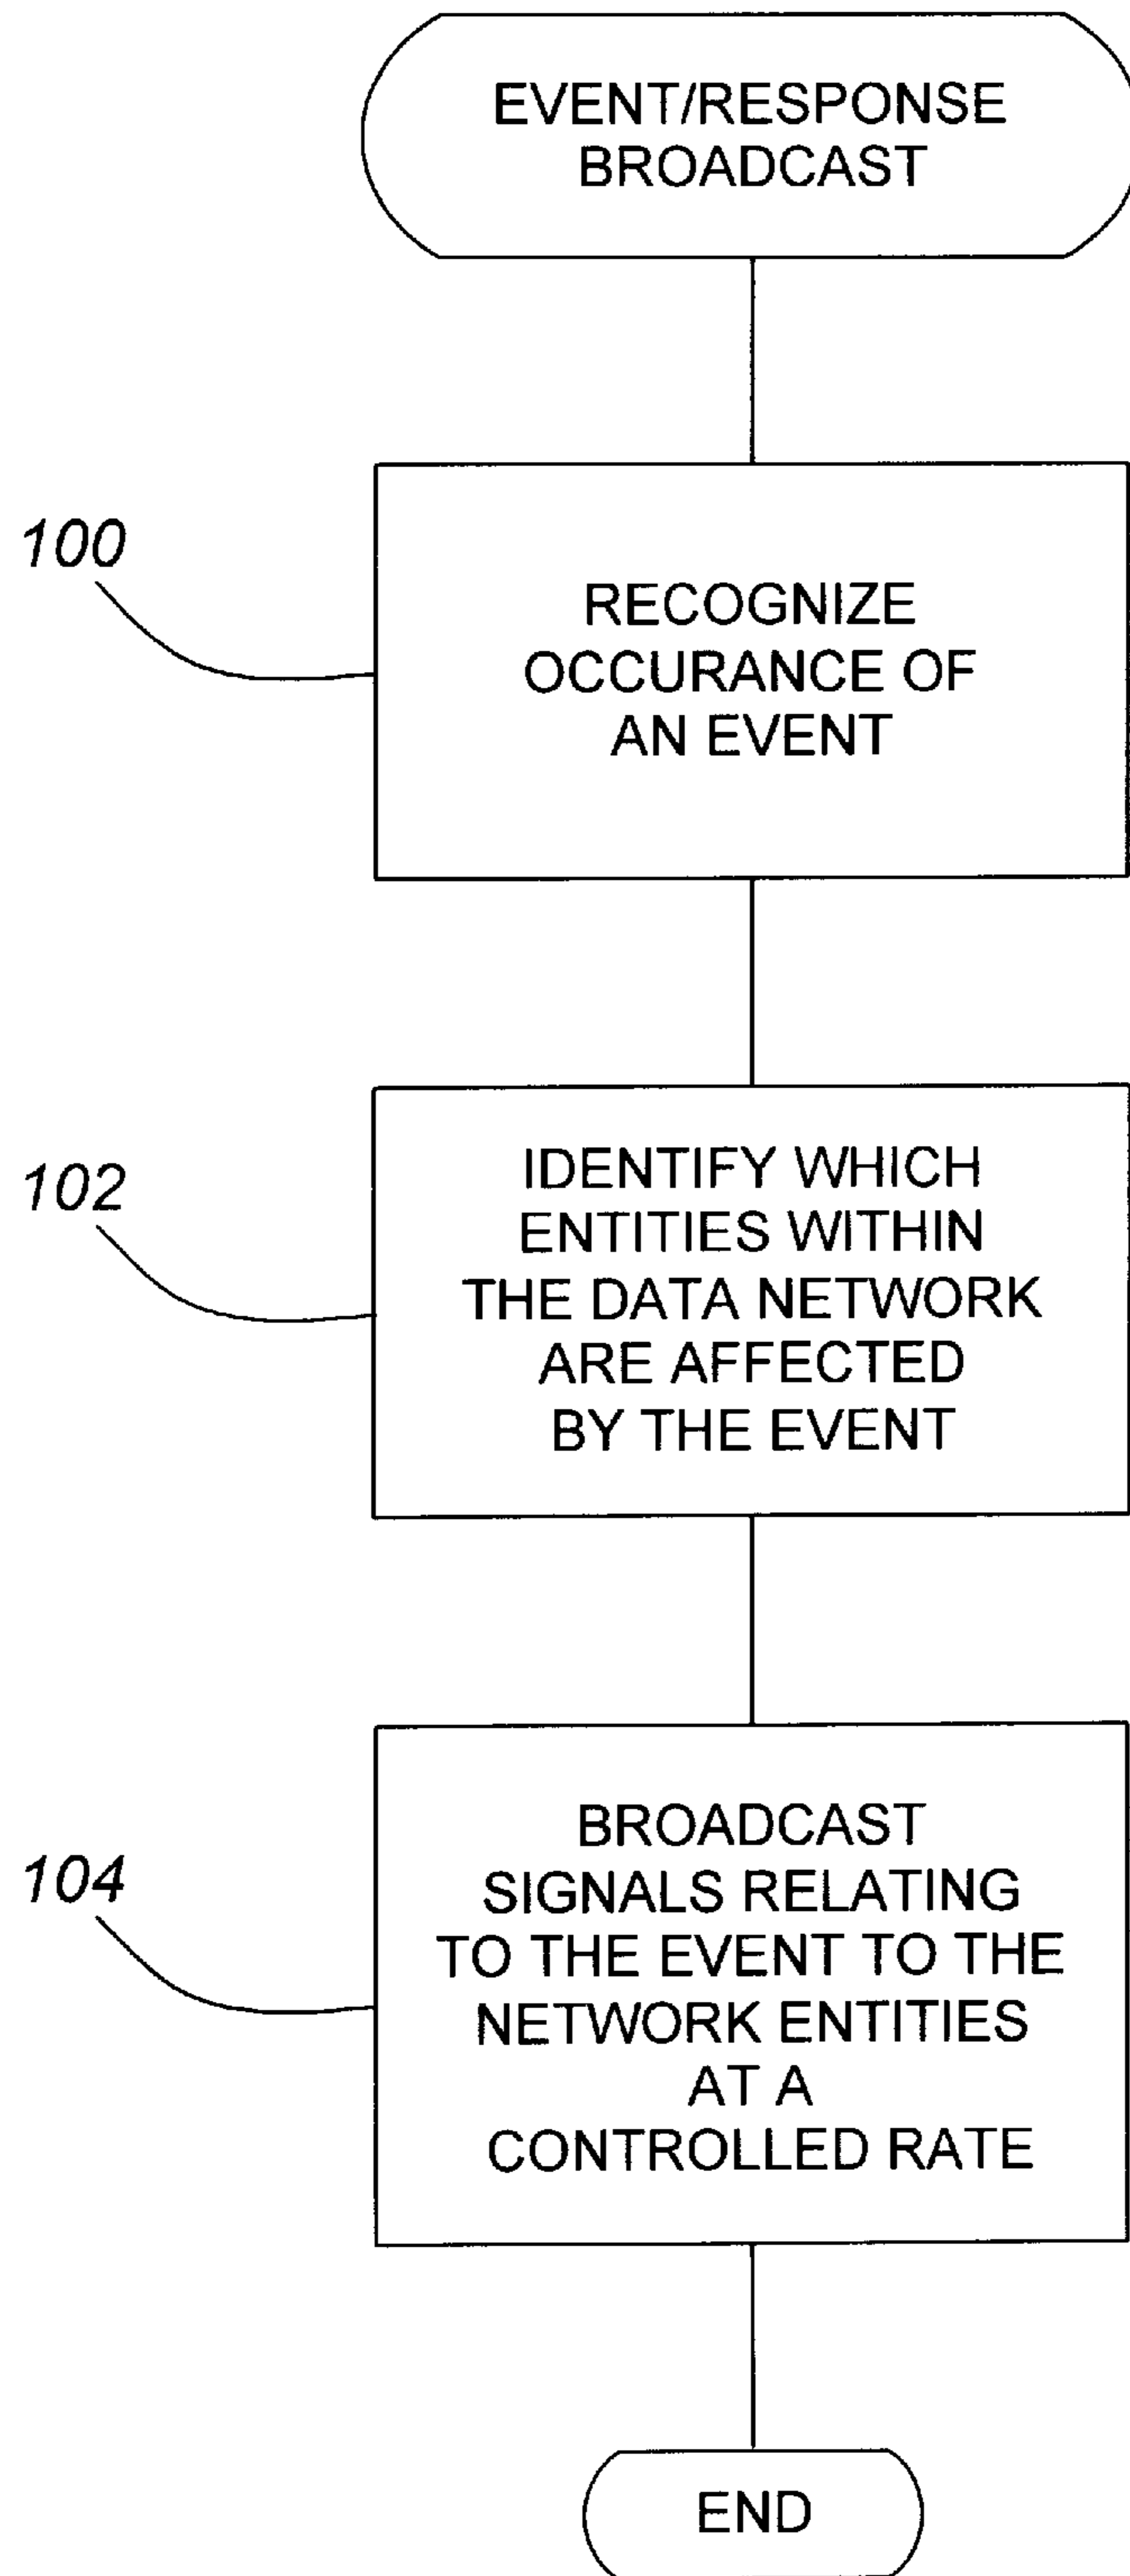 EVENT/RESPONSE
BROADCAST
100
RECOGNIZE
OCCURANCE OF
AN EVENT
102
IDENTIFY WHICH
ENTITIES WITHIN
THE DATA NETWORK
ARE AFFECTED
BY THE EVENT
104
BROADCAST
SIGNALS RELATING
TO THE EVENT TO THE
NETWORK ENTITIES
AT A
CONTROLLED RATE
END